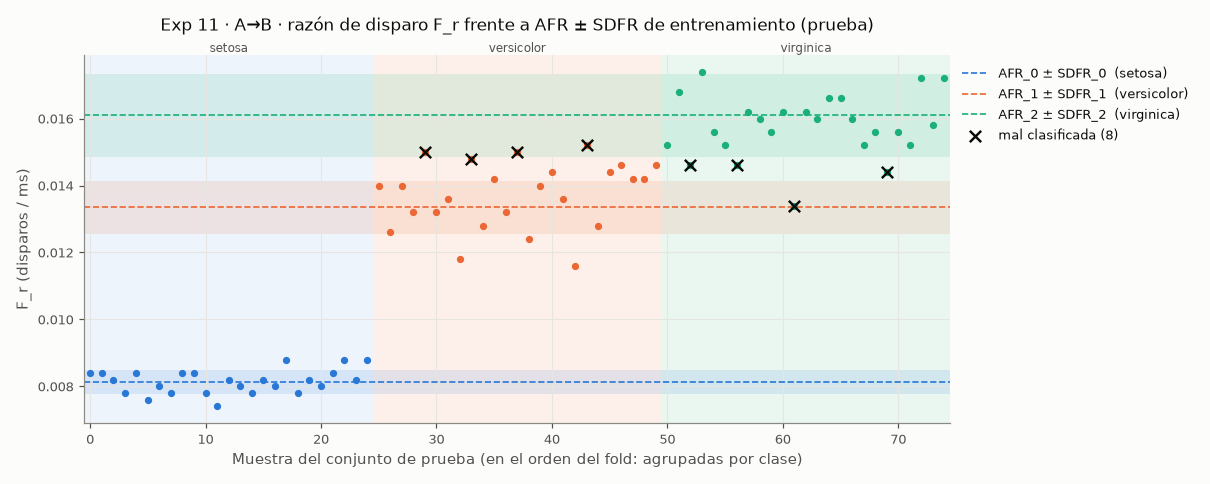 Exp 11 · A→B · razón de disparo F_r frente a AFR ± SDFR de entrenamiento (prueba)
setosa
versicolor
virginica
AFR_0 ± SDFR_0 (setosa)
AFR_1 ± SDFR_1 (versicolor)
AFR_2 ± SDFR_2 (virginica)
mal clasificada (8)
F_r (disparos / ms)
0.016
0.014
0.012
0.010
0.008
0
10
20
30
40
50
60
70
Muestra del conjunto de prueba (en el orden del fold: agrupadas por clase)